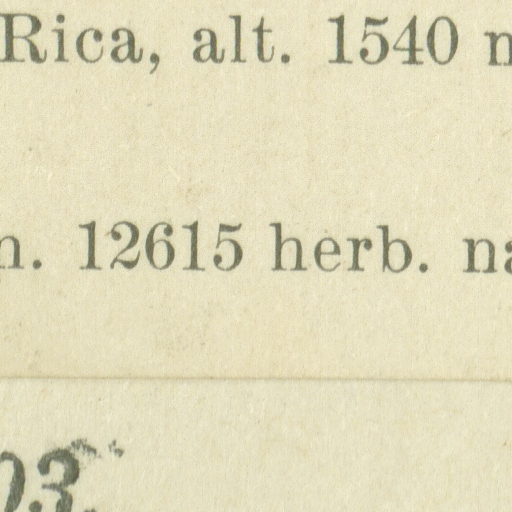 Rica, alt. 1540 m
n. 12615 herb. na
03.